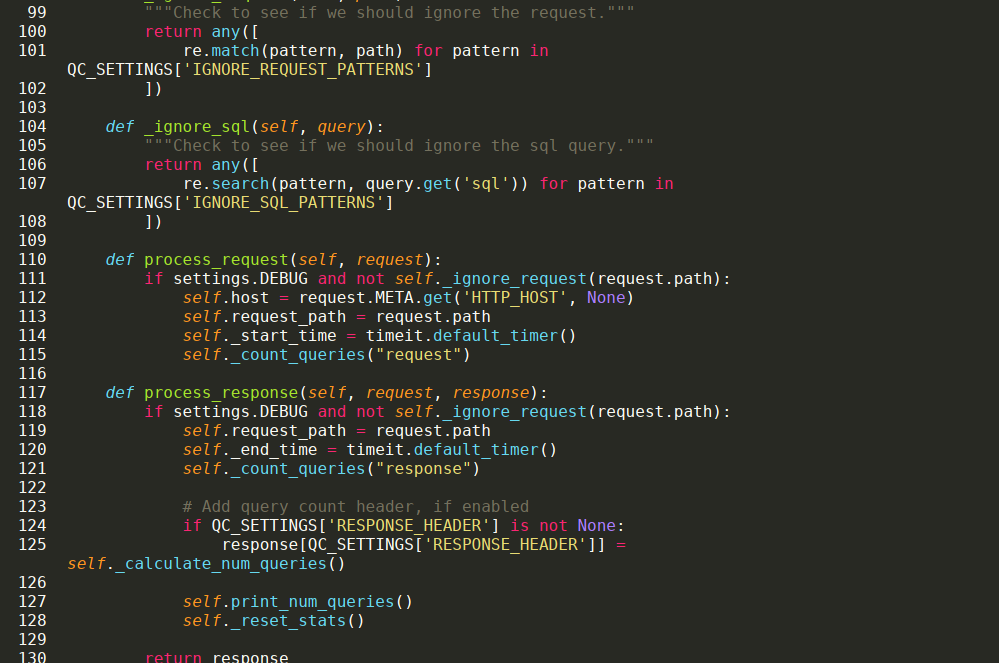 99          """Check to see if we should ignore the request."""
100          return any([
101              re.match(pattern, path) for pattern in
QC_SETTINGS['IGNORE_REQUEST_PATTERNS']
102          ])
103
104      def _ignore_sql(self, query):
105          """Check to see if we should ignore the sql query."""
106          return any([
107              re.search(pattern, query.get('sql')) for pattern in
QC_SETTINGS['IGNORE_SQL_PATTERNS']
108          ])
109
110      def process_request(self, request):
111          if settings.DEBUG and not self._ignore_request(request.path):
112              self.host = request.META.get('HTTP_HOST', None)
113              self.request_path = request.path
114              self._start_time = timeit.default_timer()
115              self._count_queries("request")
116
117      def process_response(self, request, response):
118          if settings.DEBUG and not self._ignore_request(request.path):
119              self.request_path = request.path
120              self._end_time = timeit.default_timer()
121              self._count_queries("response")
122
123              # Add query count header, if enabled
124              if QC_SETTINGS['RESPONSE_HEADER'] is not None:
125                  response[QC_SETTINGS['RESPONSE_HEADER']] =
self._calculate_num_queries()
126
127              self.print_num_queries()
128              self._reset_stats()
129
130          return response